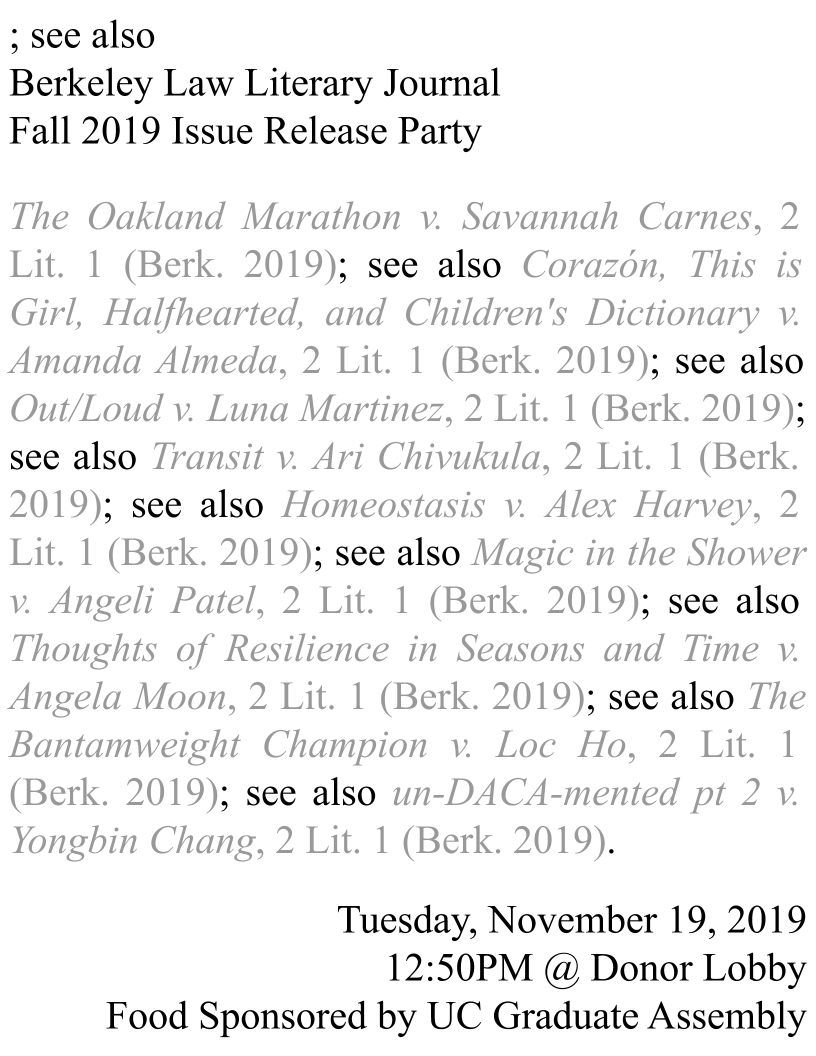 ; see also
Berkeley Law Literary Journal
Fall 2019 Issue Release Party
The Oakland Marathon v. Savannah Carnes, 2
Lit. 1 (Berk. 2019); see also Corazón, This is
Girl, Halfhearted, and Children's Dictionary v.
Amanda Almeda, 2 Lit. 1 (Berk. 2019); see also
Out/Loud v. Luna Martinez, 2 Lit. 1 (Berk. 2019);
see also Transit v. Ari Chivukula, 2 Lit. 1 (Berk.
2019); see also Homeostasis v. Alex Harvey, 2
Lit. 1 (Berk. 2019); see also Magic in the Shower
v. Angeli Patel, 2 Lit. 1 (Berk. 2019); see also
Thoughts of Resilience in Seasons and Time v.
Angela Moon, 2 Lit. 1 (Berk. 2019); see also The
Bantamweight Champion v. Loc Ho, 2 Lit. 1
(Berk. 2019); see also un-DACA-mented pt 2 v.
Yongbin Chang, 2 Lit. 1 (Berk. 2019).
Tuesday, November 19, 2019
12:50PM @ Donor Lobby
Food Sponsored by UC Graduate Assembly